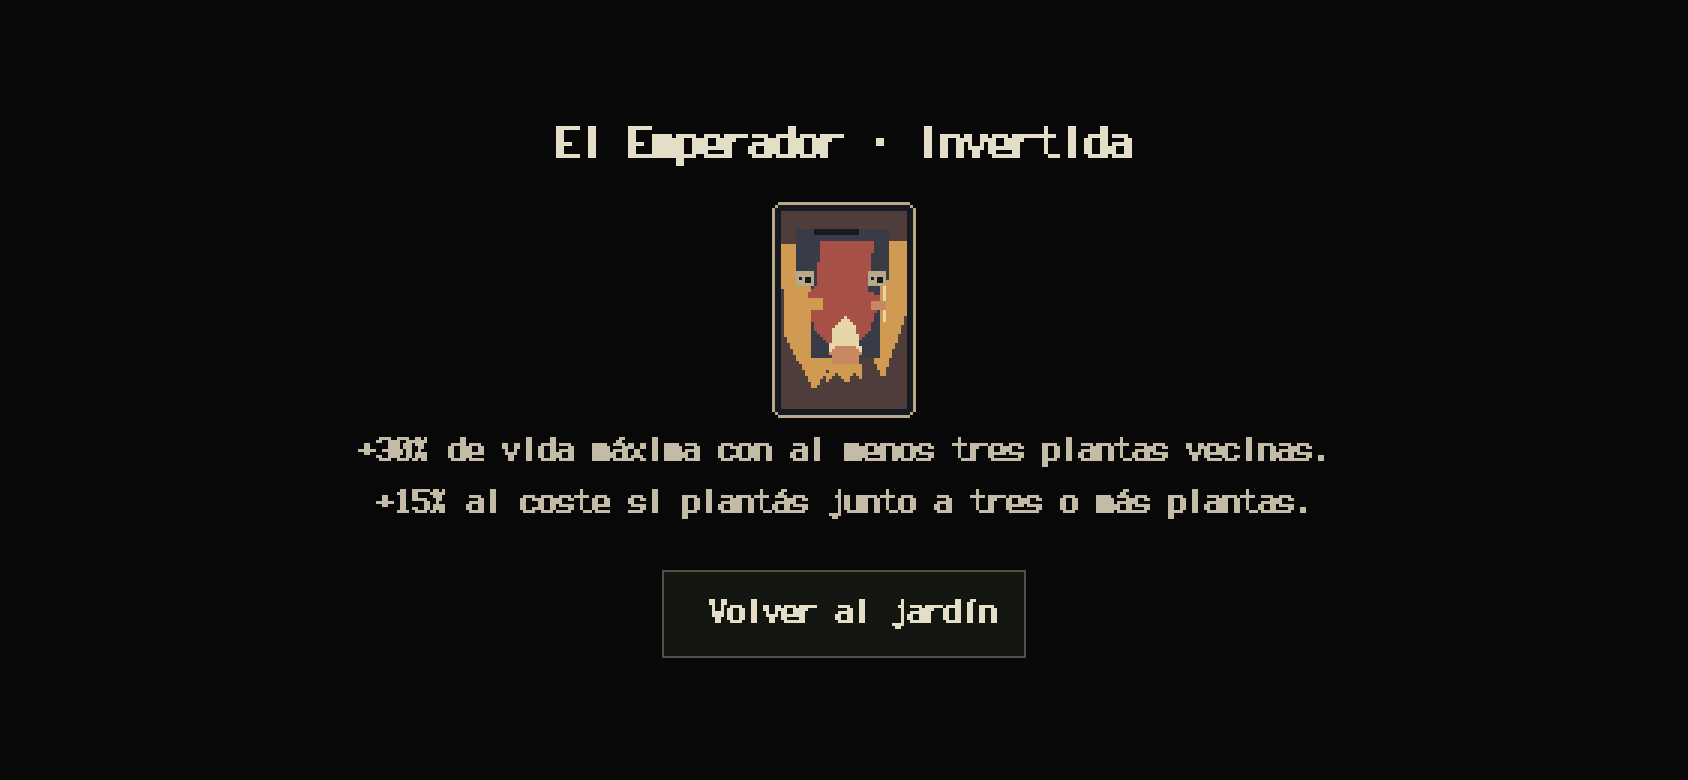 El Emperador · Invertida
+30% de vida máxima con al menos tres plantas vecinas.
+15% al coste si plantás junto a tres o más plantas.
Volver al jardín